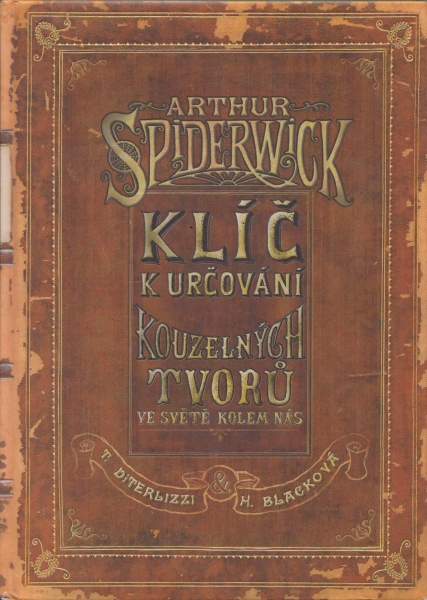 ARTHUR
SPIDERWICK
KLÍČ
K URČOVÁNÍ
KOUZELNÝCH
TVORŮ
VE SVĚTĚ KOLEM NÁS
T. DITERLIZZI & H. BLACKOVÁ